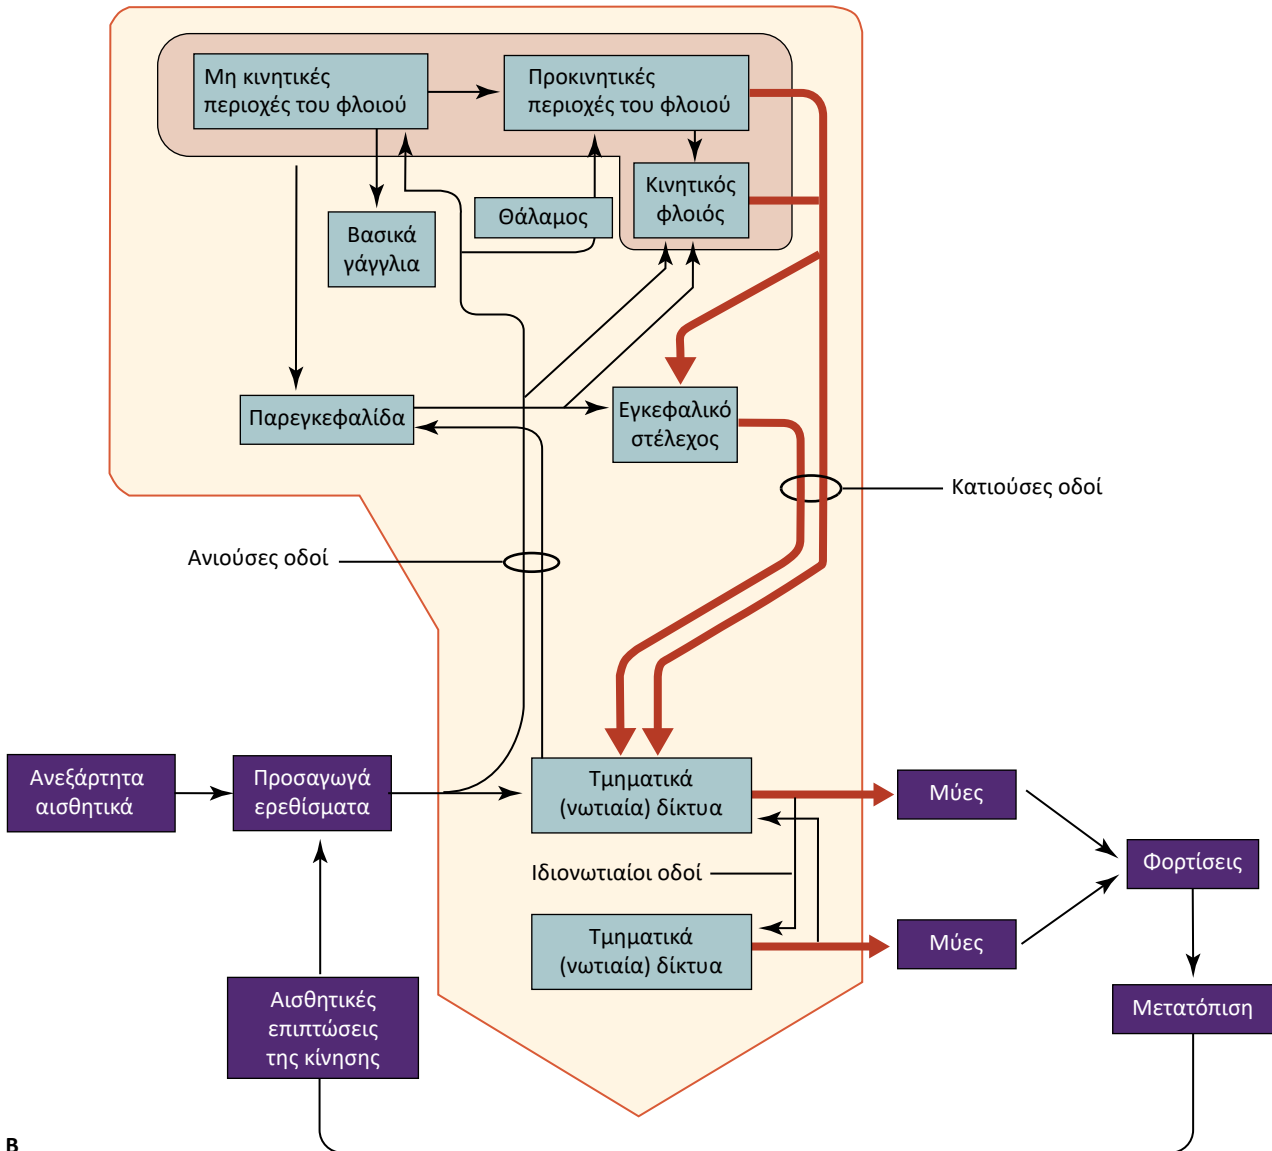 Μη κινητικές
περιοχές του φλοιού
Προκινητικές
περιοχές του φλοιού
Κινητικός
φλοιός
Θάλαμος
Βασικά
γάγγλια
Παρεγκεφαλίδα
Εγκεφαλικό
στέλεχος
Κατιούσες οδοί
Ανιούσες οδοί
Ανεξάρτητα
αισθητικά
Προσαγωγά
ερεθίσματα
Τμηματικά
(νωτιαία) δίκτυα
Μύες
Φορτίσεις
Ιδιονωτιαίοι οδοί
Τμηματικά
(νωτιαία) δίκτυα
Μύες
Αισθητικές
επιπτώσεις
της κίνησης
Μετατόπιση
B